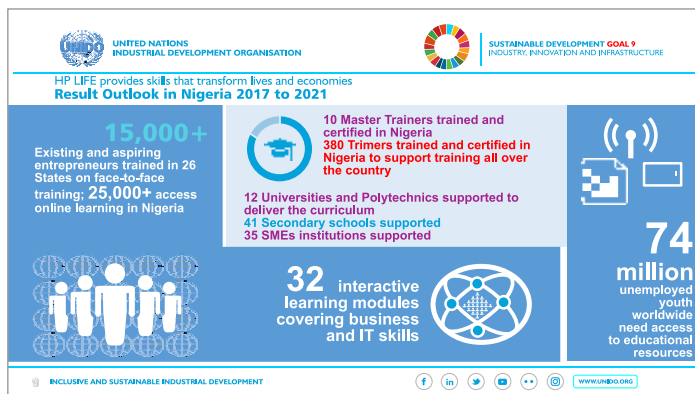 UNIDO
UNITED NATIONS
INDUSTRIAL DEVELOPMENT ORGANISATION
SUSTAINABLE DEVELOPMENT GOAL 9
INDUSTRY, INNOVATION AND INFRASTRUCTURE
HP LIFE provides skills that transform lives and economies
Result Outlook in Nigeria 2017 to 2021
15,000+
Existing and aspiring
entrepreneurs trained in 26
States on face-to-face
training; 25,000+ access
online learning in Nigeria
10 Master Trainers trained and
certified in Nigeria
380 Trimers trained and certified in
Nigeria to support training all over
the country
12 Universities and Polytechnics supported to
deliver the curriculum
41 Secondary schools supported
35 SMEs institutions supported
32 interactive
learning modules
covering business
and IT skills
74
million
unemployed
youth
worldwide
need access
to educational
resources
INCLUSIVE AND SUSTAINABLE INDUSTRIAL DEVELOPMENT
WWW.UNIDO.ORG